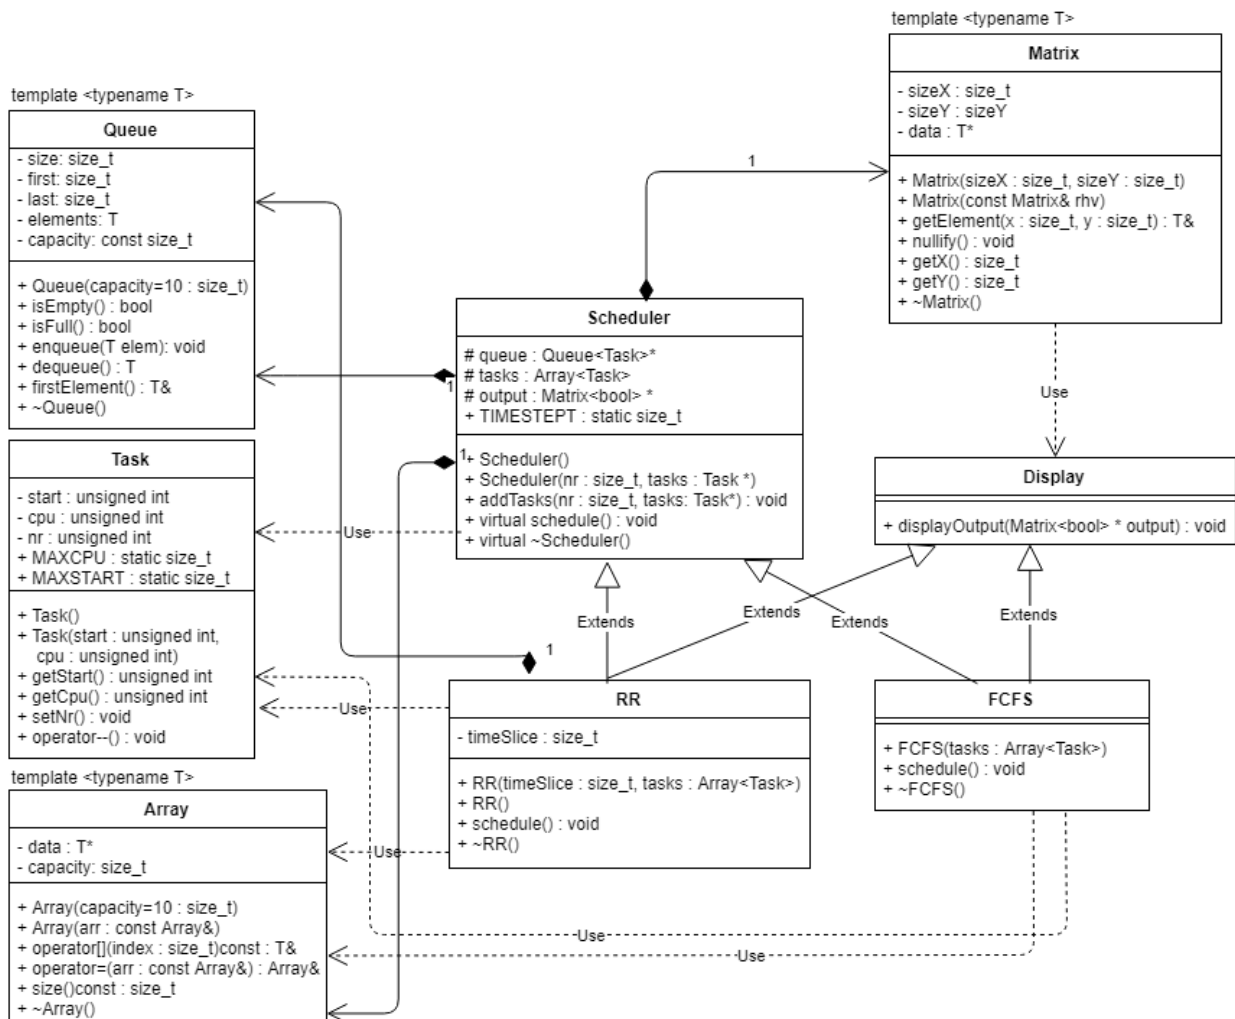 template <typename T>
Matrix
- sizeX : size_t
- sizeY : sizeY
- data : T*
+ Matrix(sizeX : size_t, sizeY : size_t)
+ Matrix(const Matrix& rhv)
+ getElement(x : size_t, y : size_t) : T&
+ nullify() : void
+ getX() : size_t
+ getY() : size_t
+ ~Matrix()
template <typename T>
Queue
- size: size_t
- first: size_t
- last: size_t
- elements: T
- capacity: const size_t
+ Queue(capacity=10 : size_t)
+ isEmpty() : bool
+ isFull() : bool
+ enqueue(T elem): void
+ dequeue() : T
+ firstElement() : T&
+ ~Queue()
1
Scheduler
# queue : Queue<Task>*
# tasks : Array<Task>
# output : Matrix<bool> *
+ TIMESTEPT : static size_t
+ Scheduler()
+ Scheduler(nr : size_t, tasks : Task *)
+ addTasks(nr : size_t, tasks: Task*) : void
+ virtual schedule() : void
+ virtual ~Scheduler()
1
1
Use
Use
Display
+ displayOutput(Matrix<bool> * output) : void
Task
- start : unsigned int
- cpu : unsigned int
- nr : unsigned int
+ MAXCPU : static size_t
+ MAXSTART : static size_t
+ Task()
+ Task(start : unsigned int,
cpu : unsigned int)
+ getStart() : unsigned int
+ getCpu() : unsigned int
+ setNr() : void
+ operator--() : void
Extends
Extends
Extends
Extends
1
Use
RR
- timeSlice : size_t
+ RR(timeSlice : size_t, tasks : Array<Task>)
+ RR()
+ schedule() : void
+ ~RR()
FCFS
+ FCFS(tasks : Array<Task>)
+ schedule() : void
+ ~FCFS()
template <typename T>
Array
- data : T*
- capacity: size_t
+ Array(capacity=10 : size_t)
+ Array(arr : const Array&)
+ operator[](index : size_t)const : T&
+ operator=(arr : const Array&) : Array&
+ size()const : size_t
+ ~Array()
Use
Use
Use